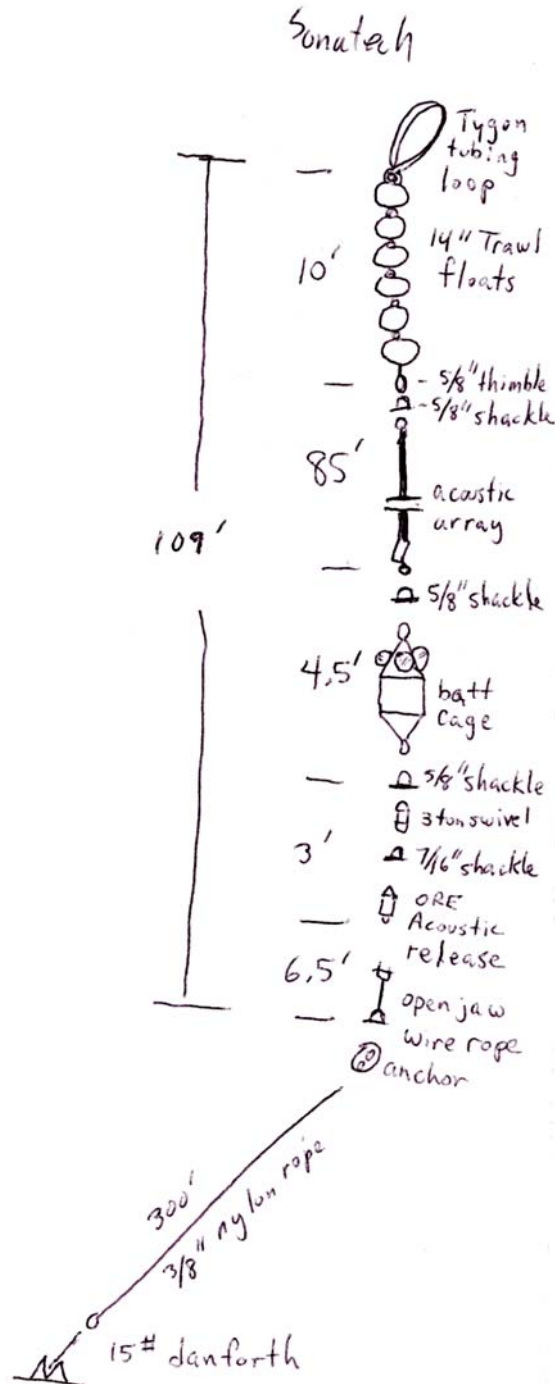 Sonatech
Tygon
tubing
loop
10'
14" Trawl
floats
5/8" thimble
5/8" shackle
85'
acoustic
array
109'
5/8" shackle
4.5'
batt
cage
5/8" shackle
3 ton swivel
3'
7/16" shackle
ORE
Acoustic
release
6.5'
open jaw
wire rope
anchor
300'
3/8" nylon rope
15# danforth